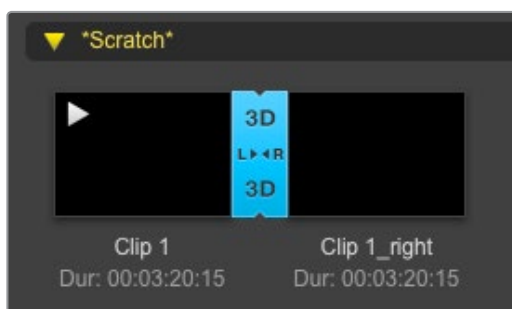 *Scratch*
3D
L▶◀R
3D
Clip 1
Clip 1_right
Dur: 00:03:20:15
Dur: 00:03:20:15